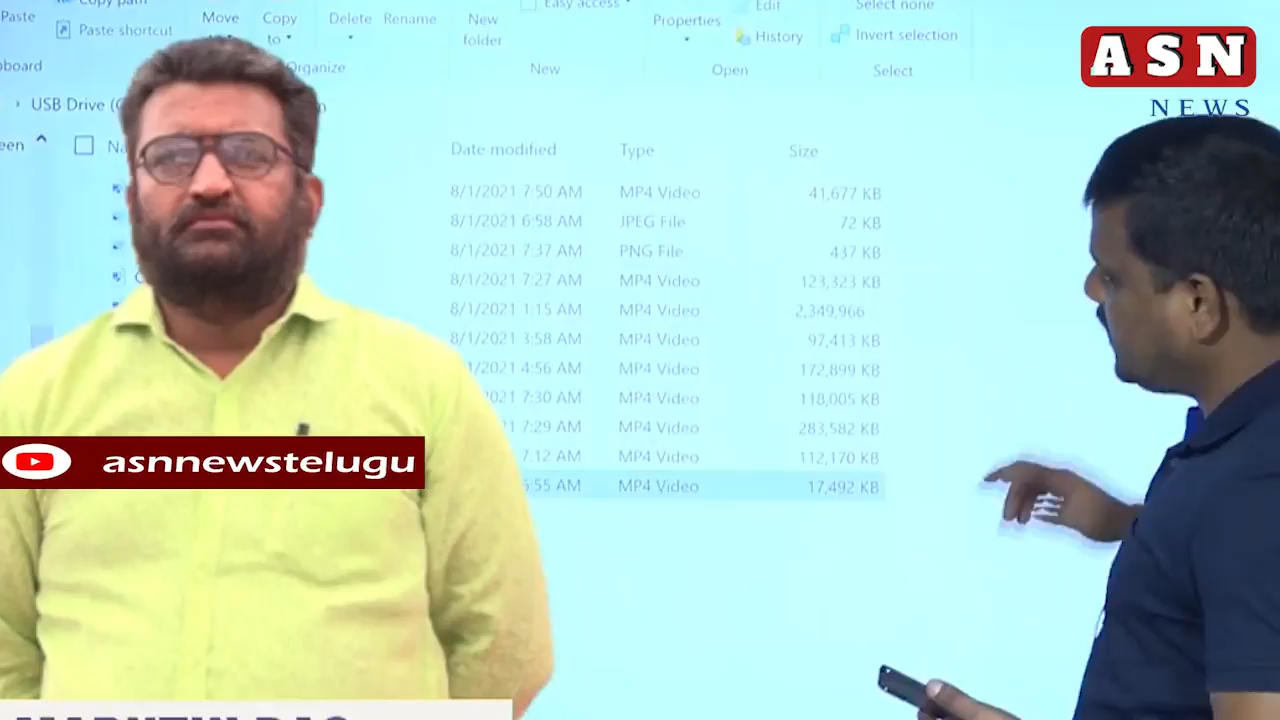 Paste
Copy path
Paste shortcut
Move to
Copy to
Delete
Rename
New folder
Easy access
Properties
Edit
History
Select none
Invert selection
Organize
New
Open
Select
ASN
NEWS
USB Drive
Date modified Type Size
8/1/2021 7:50 AM MP4 Video 41,677 KB
8/1/2021 6:58 AM JPEG File 72 KB
8/1/2021 7:37 AM PNG File 437 KB
8/1/2021 7:27 AM MP4 Video 123,323 KB
8/1/2021 1:15 AM MP4 Video 2,349,966
8/1/2021 3:58 AM MP4 Video 97,413 KB
2021 4:56 AM MP4 Video 172,899 KB
2021 7:30 AM MP4 Video 118,005 KB
7:29 AM MP4 Video 283,582 KB
7:12 AM MP4 Video 112,170 KB
6:55 AM MP4 Video 17,492 KB
asnnewstelugu